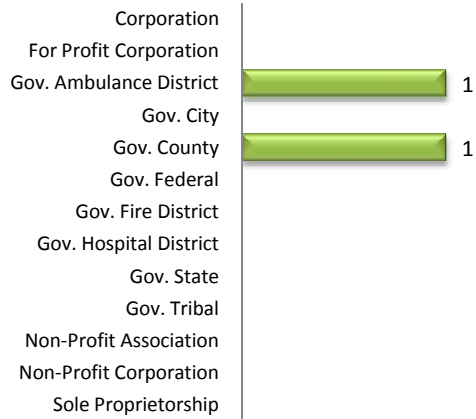 Corporation
For Profit Corporation
Gov. Ambulance District 1
Gov. City
Gov. County 1
Gov. Federal
Gov. Fire District
Gov. Hospital District
Gov. State
Gov. Tribal
Non-Profit Association
Non-Profit Corporation
Sole Proprietorship